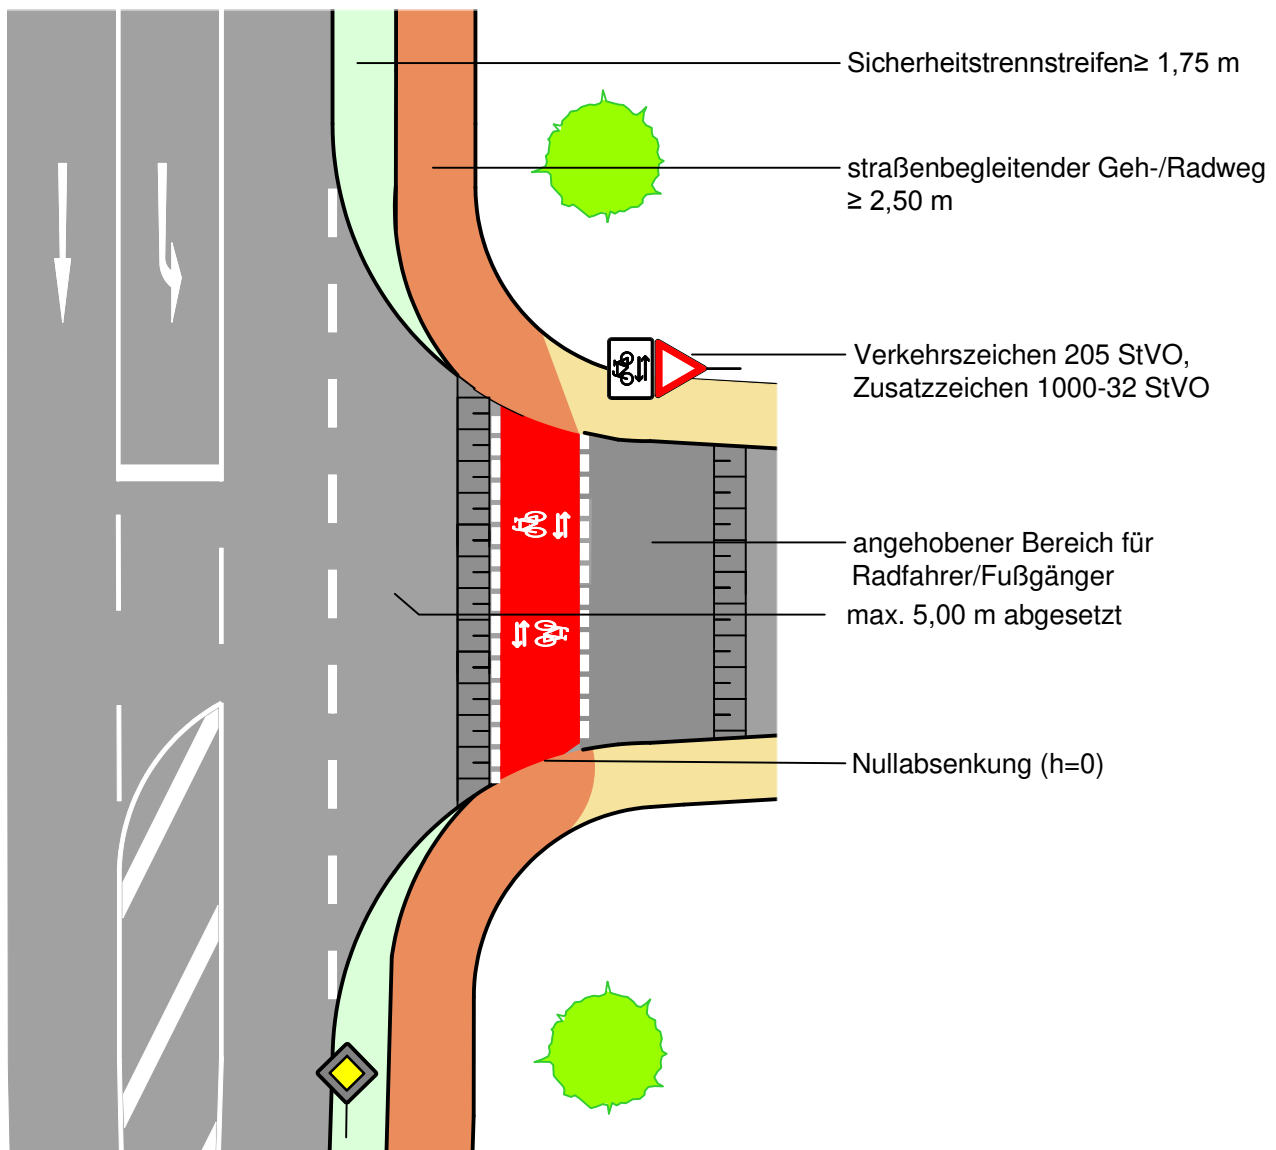 Sicherheitstrennstreifen≥ 1,75 m
straßenbegleitender Geh-/Radweg
≥ 2,50 m
Verkehrszeichen 205 StVO,
Zusatzzeichen 1000-32 StVO
angehobener Bereich für
Radfahrer/Fußgänger
max. 5,00 m abgesetzt
Nullabsenkung (h=0)